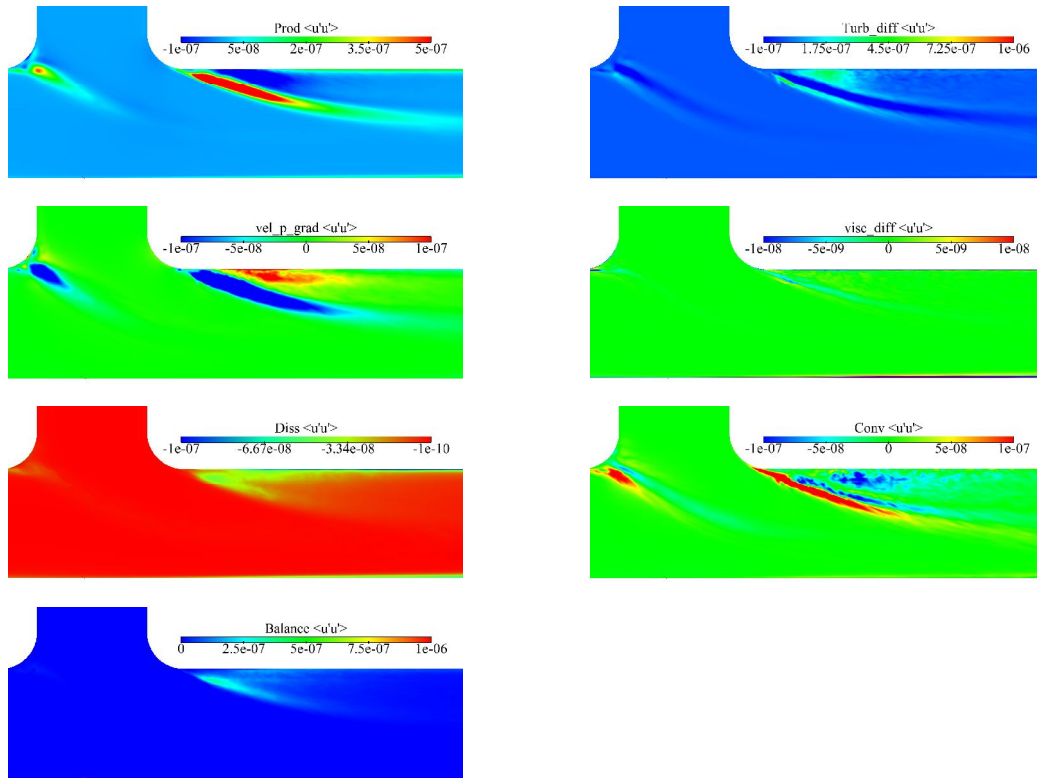 Prod <u'u'>
-1e-07 5e-08 2e-07 3.5e-07 5e-07
Turb_diff <u'u'>
-1e-07 1.75e-07 4.5e-07 7.25e-07 1e-06
vel_p_grad <u'u'>
-1e-07 -5e-08 0 5e-08 1e-07
visc_diff <u'u'>
-1e-08 -5e-09 0 5e-09 1e-08
Diss <u'u'>
-1e-07 -6.67e-08 -3.34e-08 -1e-10
Conv <u'u'>
-1e-07 -5e-08 0 5e-08 1e-07
Balance <u'u'>
0 2.5e-07 5e-07 7.5e-07 1e-06